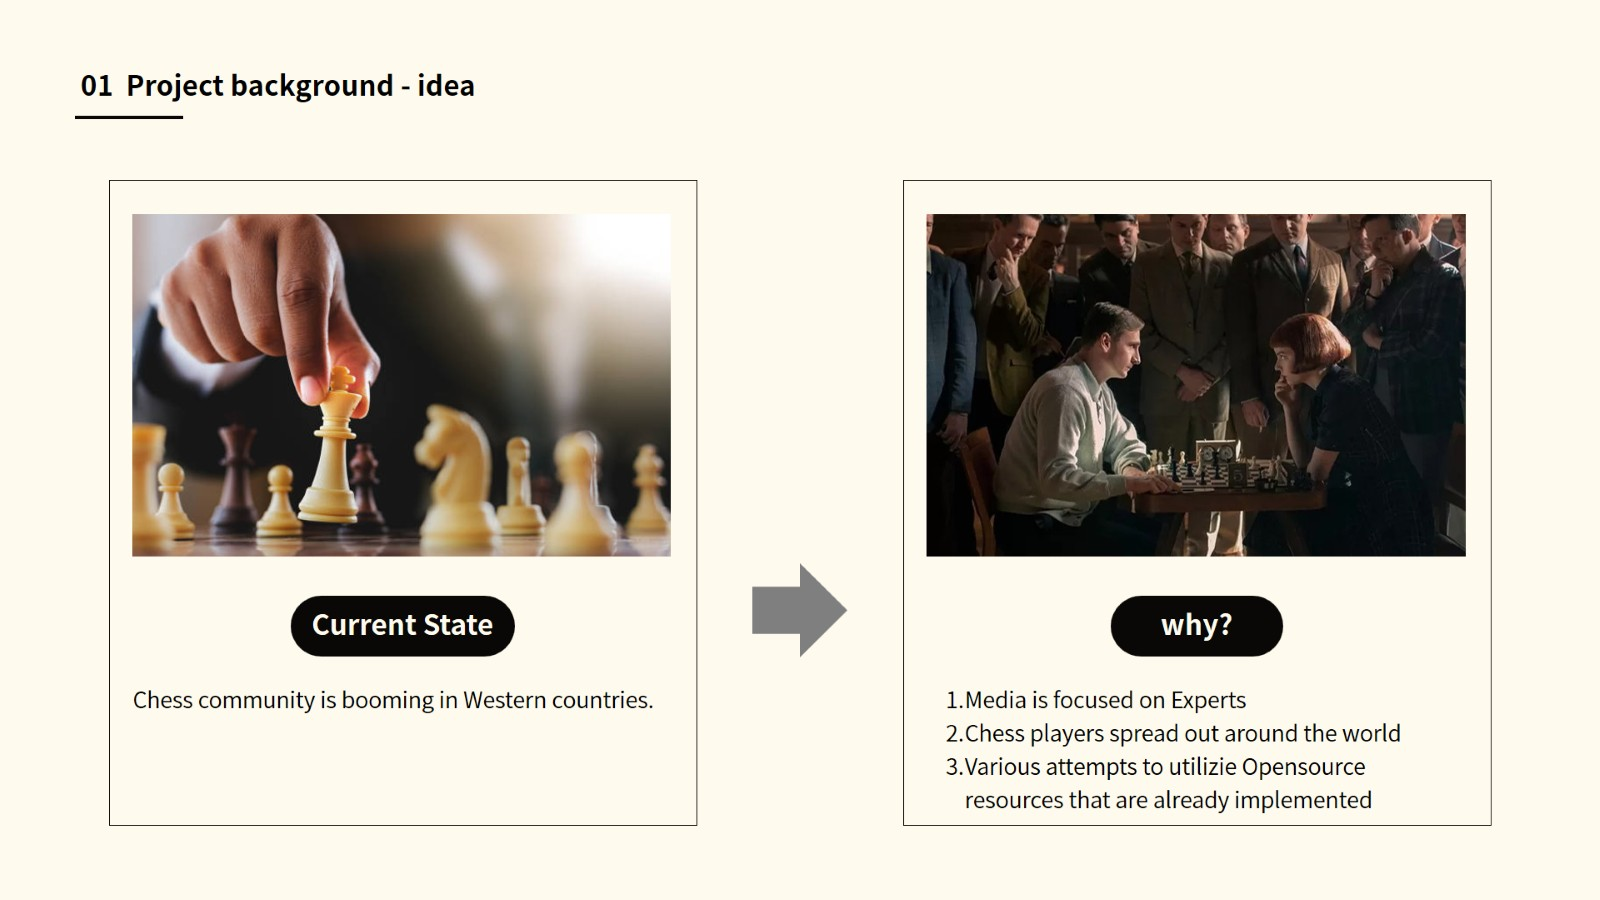 01 Project background - idea
Current State
Chess community is booming in Western countries.
why?
1.Media is focused on Experts
2.Chess players spread out around the world
3.Various attempts to utilizie Opensource
resources that are already implemented